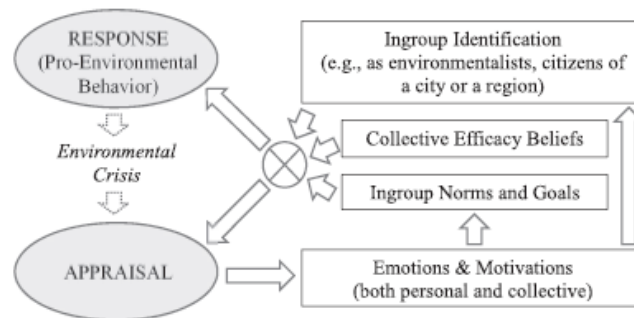 RESPONSE
(Pro-Environmental
Behavior)
Environmental
Crisis
APPRAISAL
Ingroup Identification
(e.g., as environmentalists, citizens of
a city or a region)
Collective Efficacy Beliefs
Ingroup Norms and Goals
Emotions & Motivations
(both personal and collective)